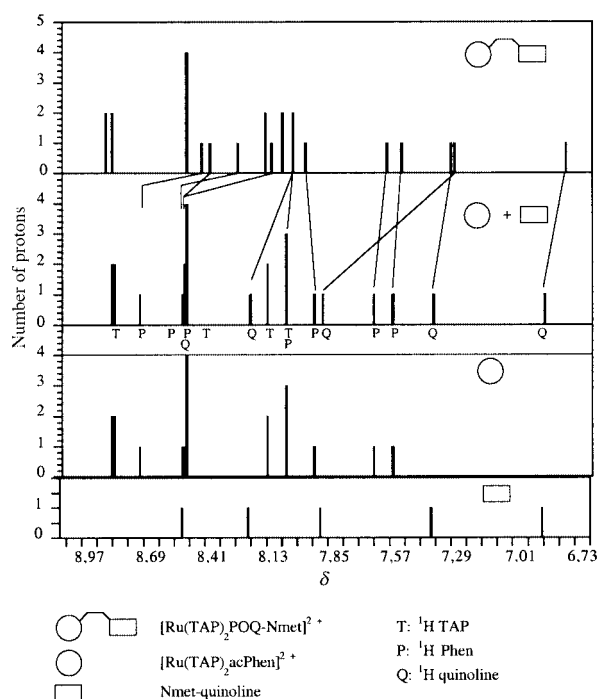 5
4
3
2
1
0
+
4
3
2
1
0
Number of protons
T P P P T Q T T P Q P P Q Q
Q P
4
3
2
1
0
1
0
8,97 8,69 8,41 8,13 7,85 7,57 7,29 7,01 6,73
δ
[Ru(TAP)2POQ-Nmet]2 +
T: 1H TAP
[Ru(TAP)2acPhen]2 +
P: 1H Phen
Nmet-quinoline
Q: 1H quinoline